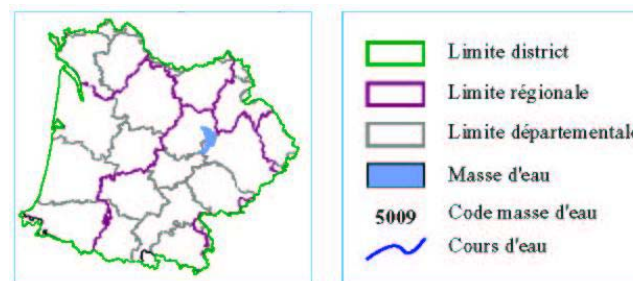 Limite district
Limite régionale
Limite départementale
Masse d'eau
5009 Code masse d'eau
Cours d'eau